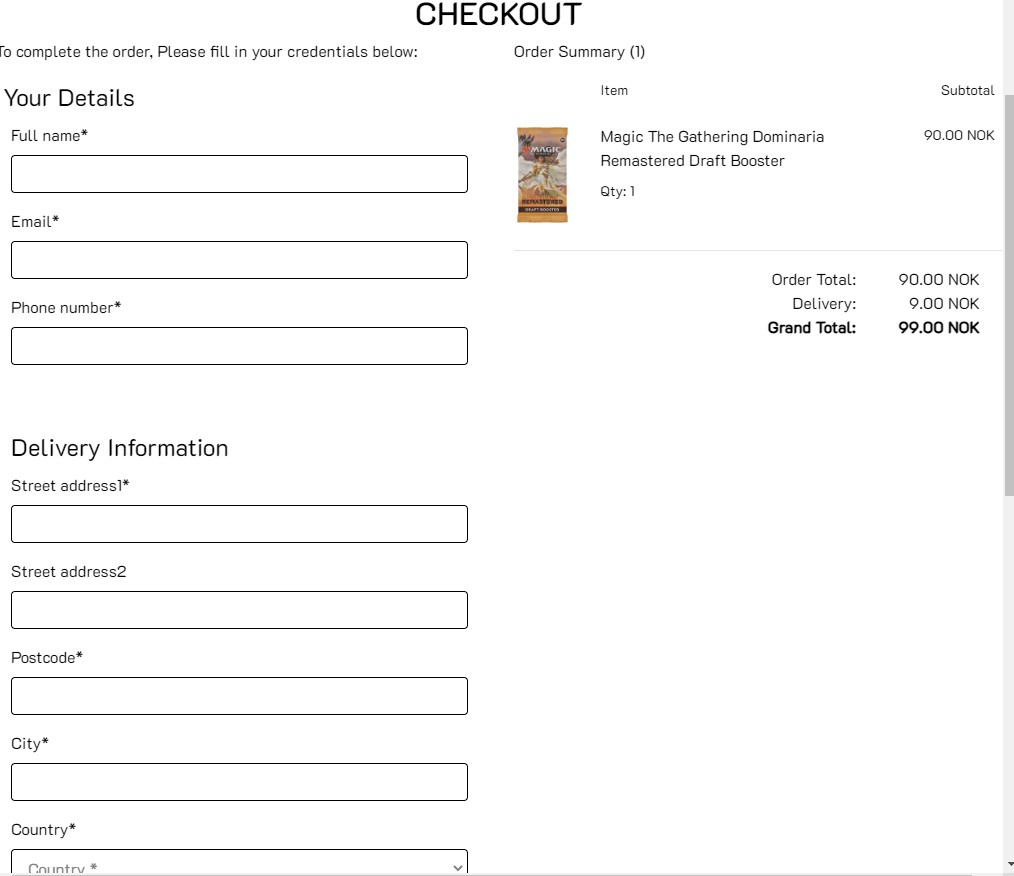 CHECKOUT
To complete the order, Please fill in your credentials below:
Your Details
Full name*
Email*
Phone number*
Delivery Information
Street address1*
Street address2
Postcode*
City*
Country*
Country *
Order Summary (1)
Item Subtotal
MAGIC
REMASTERED
DRAFT BOOSTER
Magic The Gathering Dominaria 90.00 NOK
Remastered Draft Booster
Qty: 1
Order Total: 90.00 NOK
Delivery: 9.00 NOK
Grand Total: 99.00 NOK